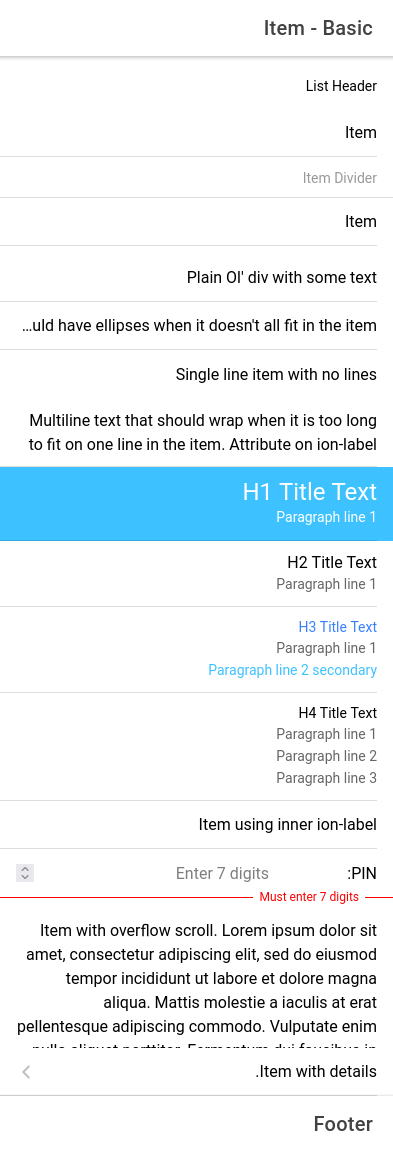 Item - Basic
List Header
Item
Item Divider
Item
Plain Ol' div with some text
...uld have ellipses when it doesn't all fit in the item
Single line item with no lines
Multiline text that should wrap when it is too long
to fit on one line in the item. Attribute on ion-label
H1 Title Text
Paragraph line 1
H2 Title Text
Paragraph line 1
H3 Title Text
Paragraph line 1
Paragraph line 2 secondary
H4 Title Text
Paragraph line 1
Paragraph line 2
Paragraph line 3
Item using inner ion-label
:PIN Enter 7 digits
Must enter 7 digits
Item with overflow scroll. Lorem ipsum dolor sit
amet, consectetur adipiscing elit, sed do eiusmod
tempor incididunt ut labore et dolore magna
aliqua. Mattis molestie a iaculis at erat
pellentesque adipiscing commodo. Vulputate enim
.Item with details
Footer